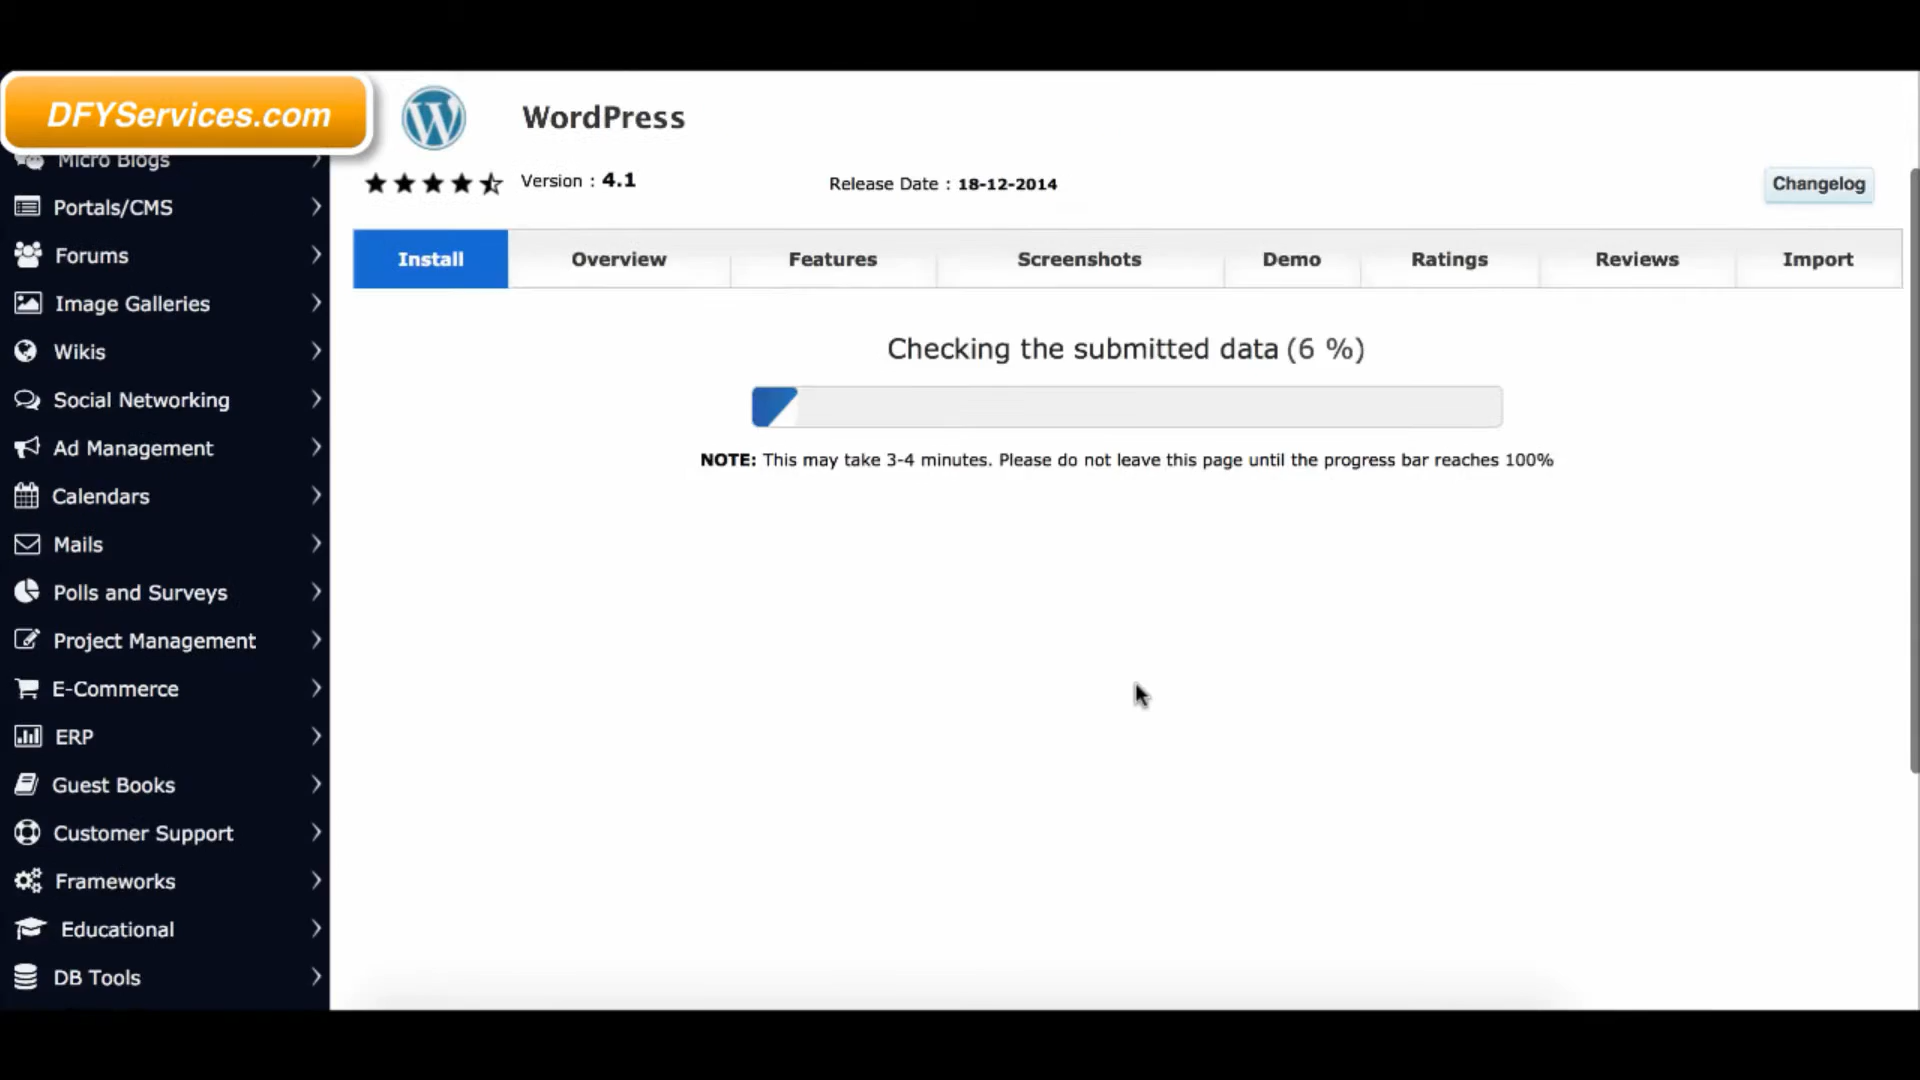 DFYServices.com
WordPress
Micro Blogs
Version : 4.1
Release Date : 18-12-2014
Changelog
Portals/CMS
Forums
Image Galleries
Wikis
Social Networking
Ad Management
Calendars
Mails
Polls and Surveys
Project Management
E-Commerce
ERP
Guest Books
Customer Support
Frameworks
Educational
DB Tools
Install
Overview
Features
Screenshots
Demo
Ratings
Reviews
Import
Checking the submitted data (6 %)
NOTE: This may take 3-4 minutes. Please do not leave this page until the progress bar reaches 100%